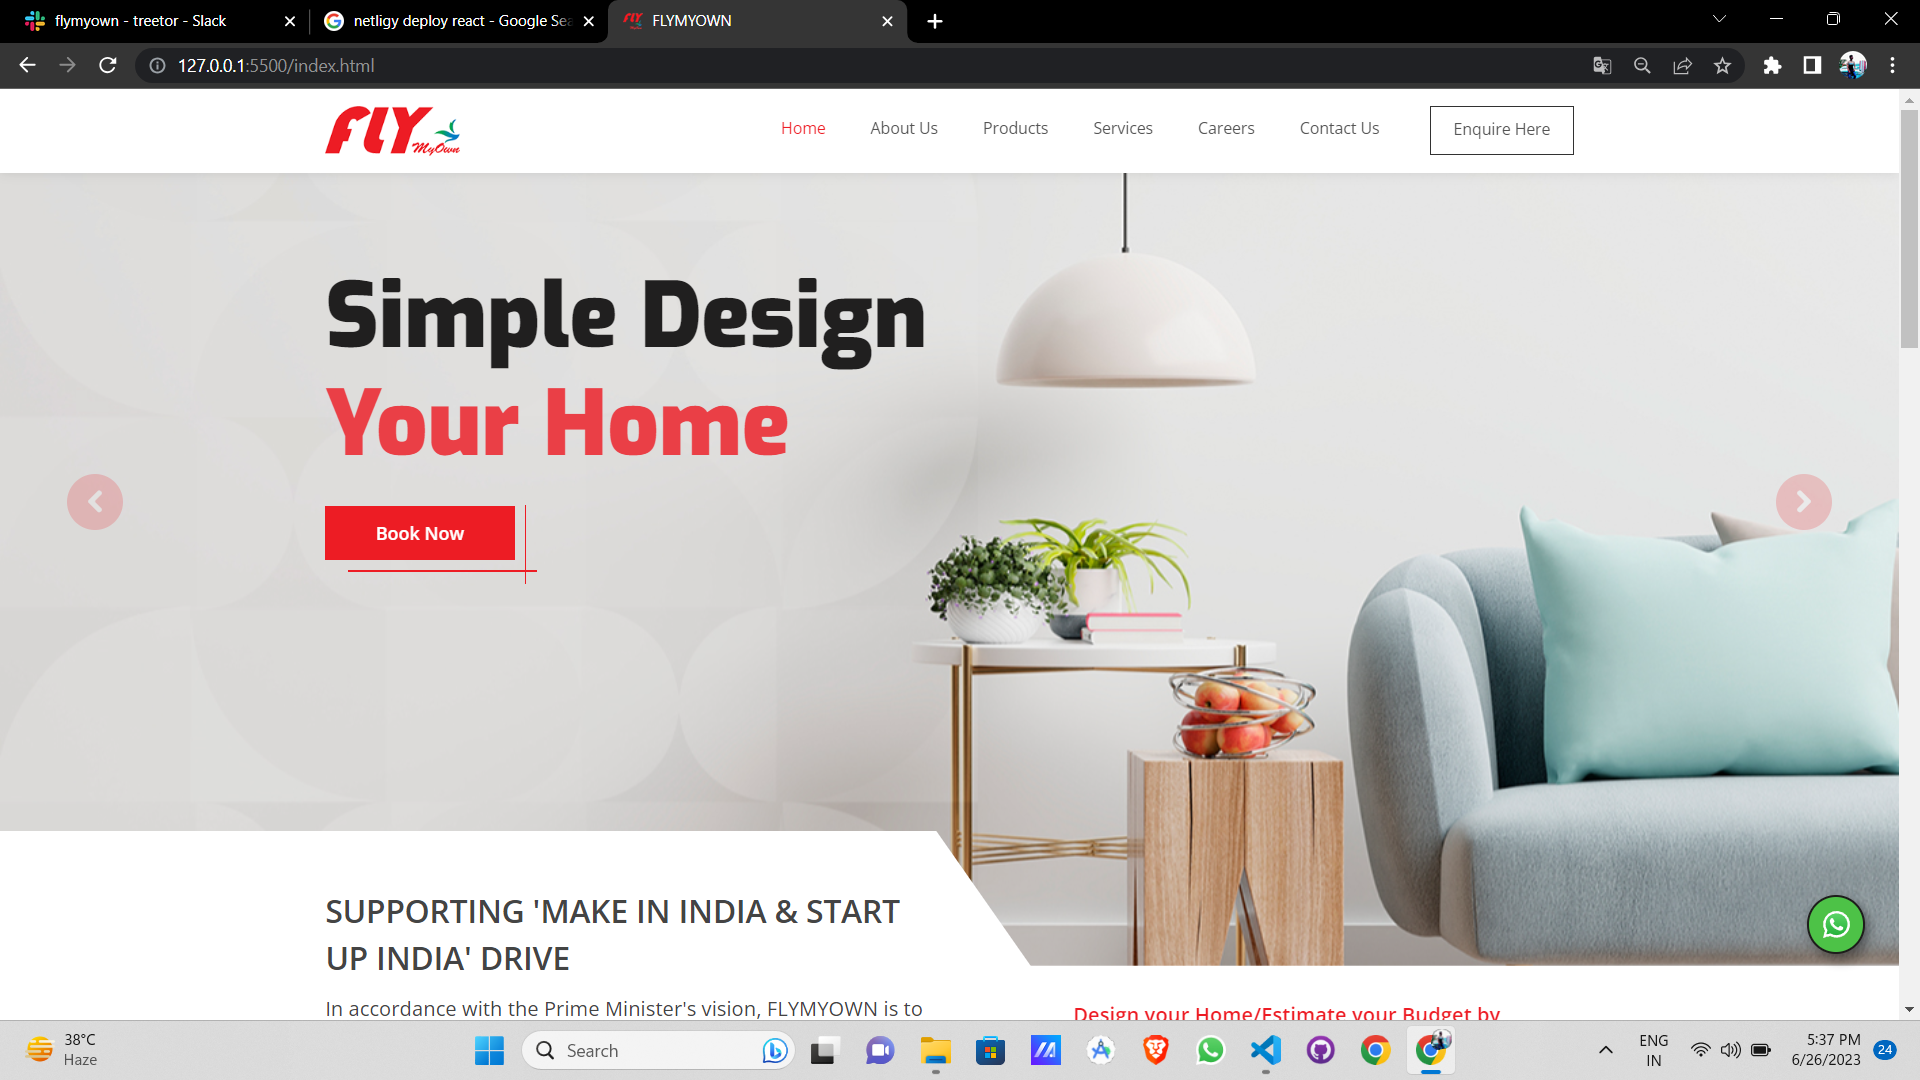 flymyown - treetor - Slack
netligy deploy react - Google Sea
FLYMYOWN
127.0.0.1:5500/index.html
FLY
MyOwn
Home
About Us
Products
Services
Careers
Contact Us
Enquire Here
Simple Design
Your Home
Book Now
SUPPORTING 'MAKE IN INDIA & START
UP INDIA' DRIVE
In accordance with the Prime Minister's vision, FLYMYOWN is to
Design your Home/Estimate your Budget by
38°C
Haze
Search
ENG
IN
5:37 PM
6/26/2023
24